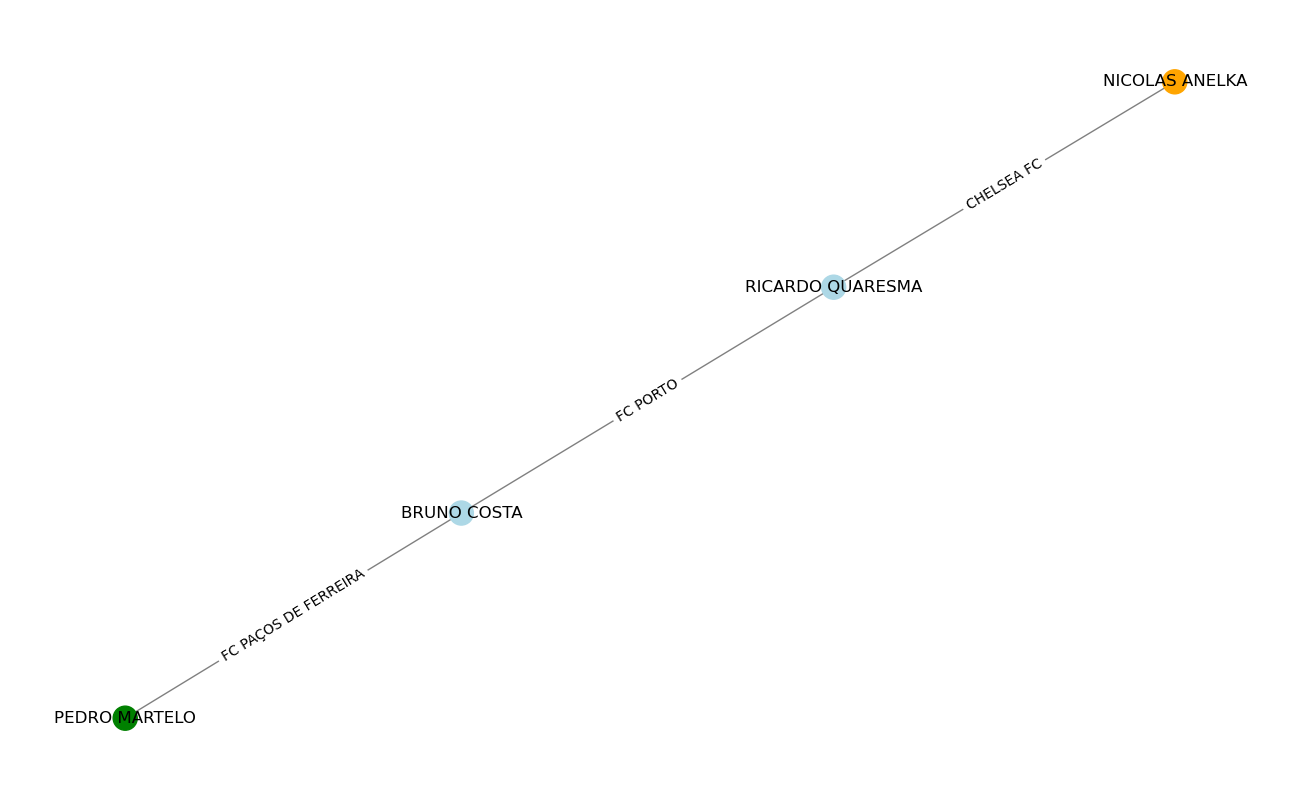 NICOLAS ANELKA
CHELSEA FC
RICARDO QUARESMA
FC PORTO
BRUNO COSTA
FC PAÇOS DE FERREIRA
PEDRO MARTELO